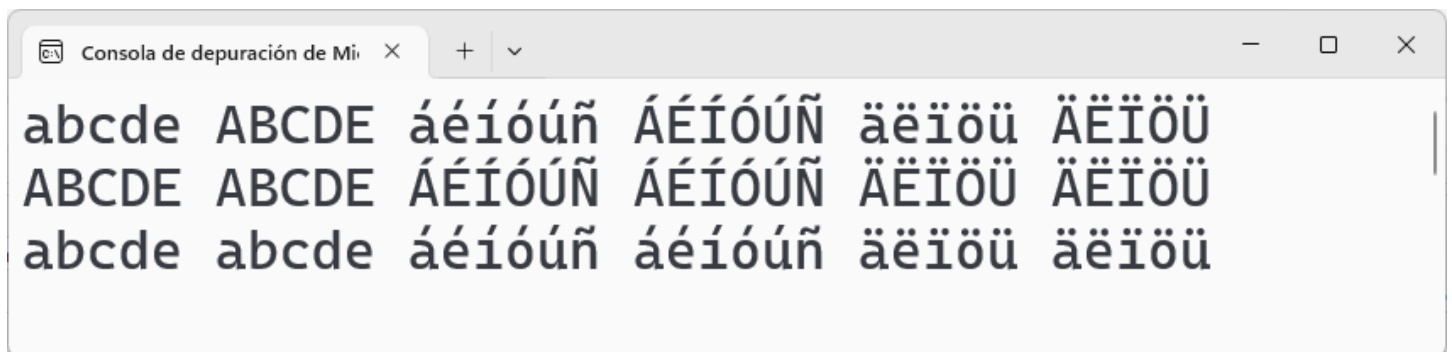 Consola de depuración de Mi
abcde ABCDE áéíóúñ ÁÉÍÓÚÑ äëïöü ÄËÏÖÜ
ABCDE ABCDE ÁÉÍÓÚÑ ÁÉÍÓÚÑ ÄËÏÖÜ ÄËÏÖÜ
abcde abcde áéíóúñ áéíóúñ äëïöü äëïöü